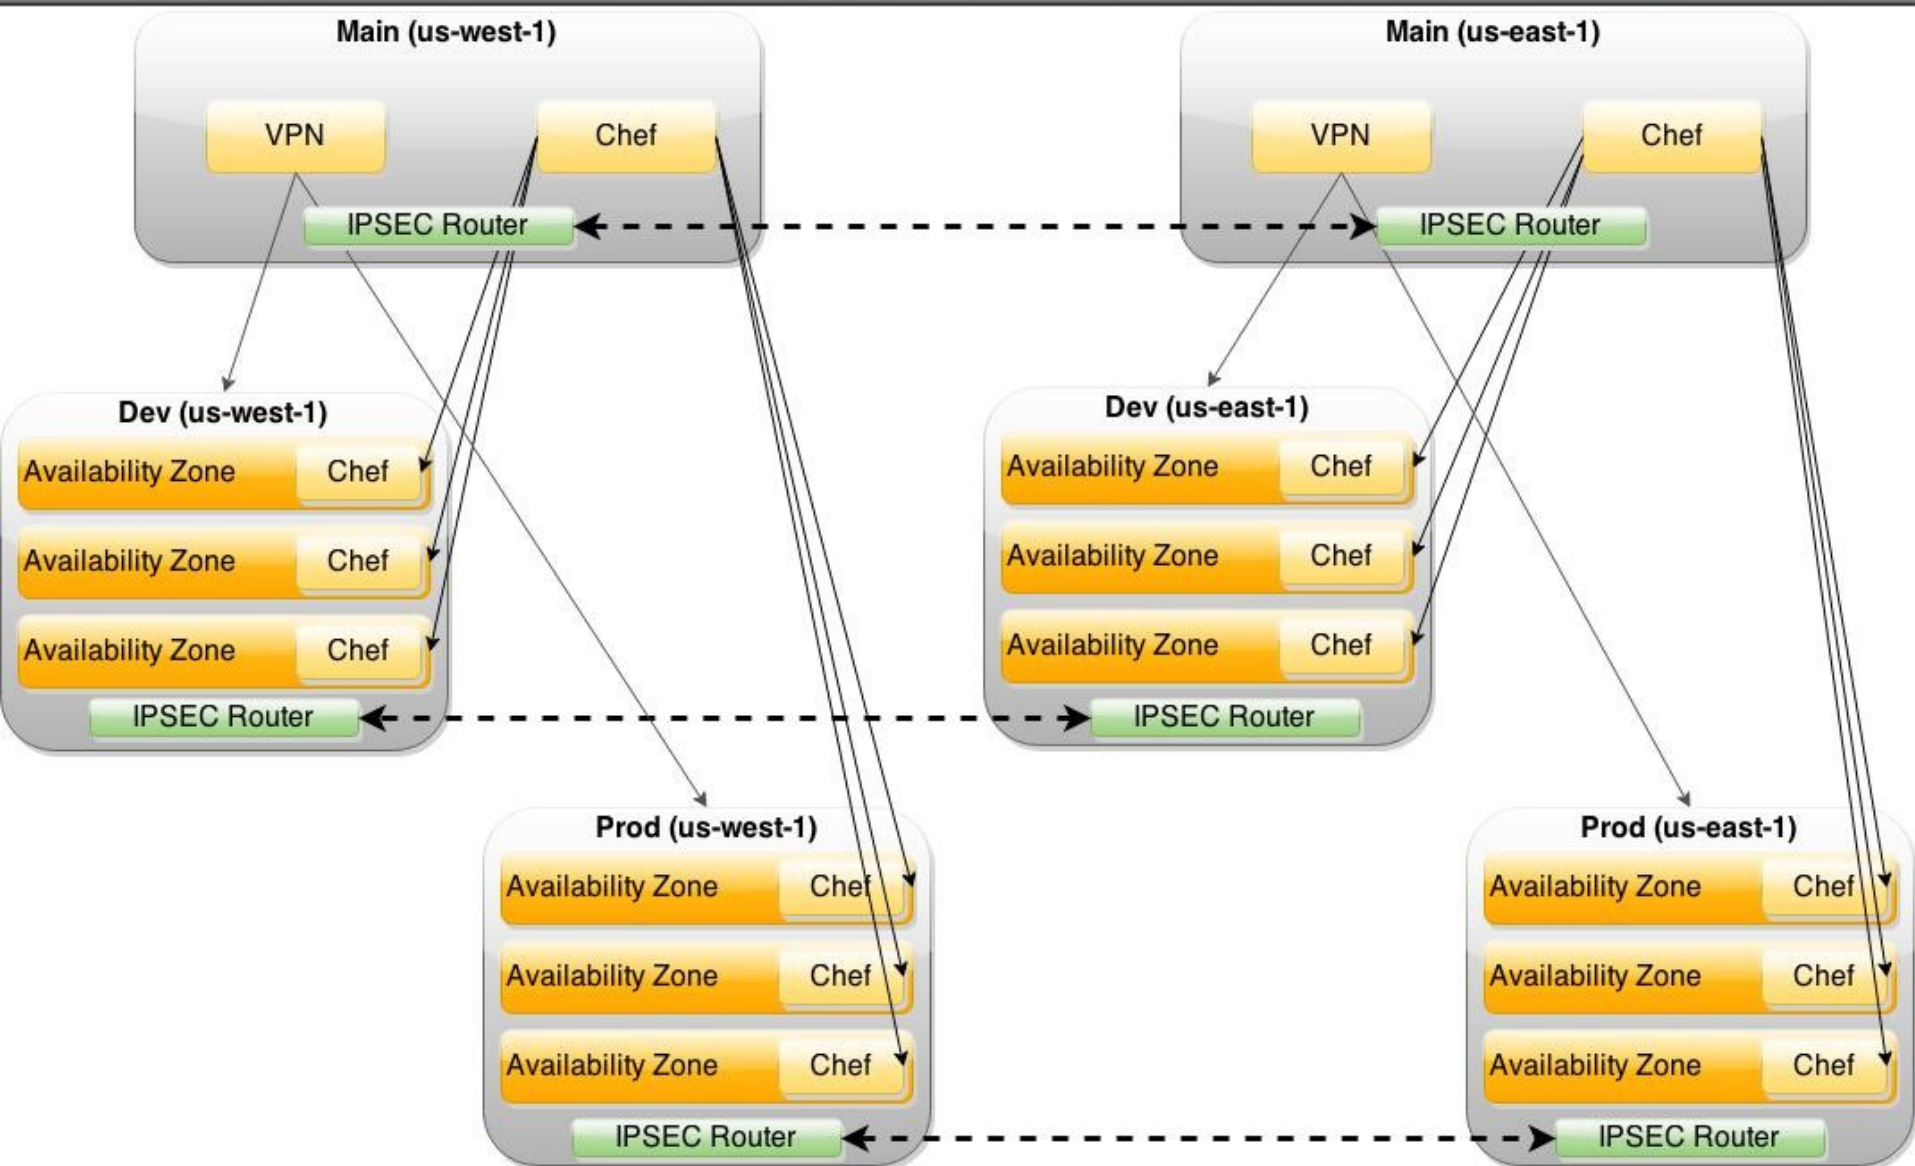 Main (us-west-1)
VPN
Chef
IPSEC Router
Main (us-east-1)
VPN
Chef
IPSEC Router
Dev (us-west-1)
Availability Zone Chef
Availability Zone Chef
Availability Zone Chef
IPSEC Router
Dev (us-east-1)
Availability Zone Chef
Availability Zone Chef
Availability Zone Chef
IPSEC Router
Prod (us-west-1)
Availability Zone Chef
Availability Zone Chef
Availability Zone Chef
IPSEC Router
Prod (us-east-1)
Availability Zone Chef
Availability Zone Chef
Availability Zone Chef
IPSEC Router